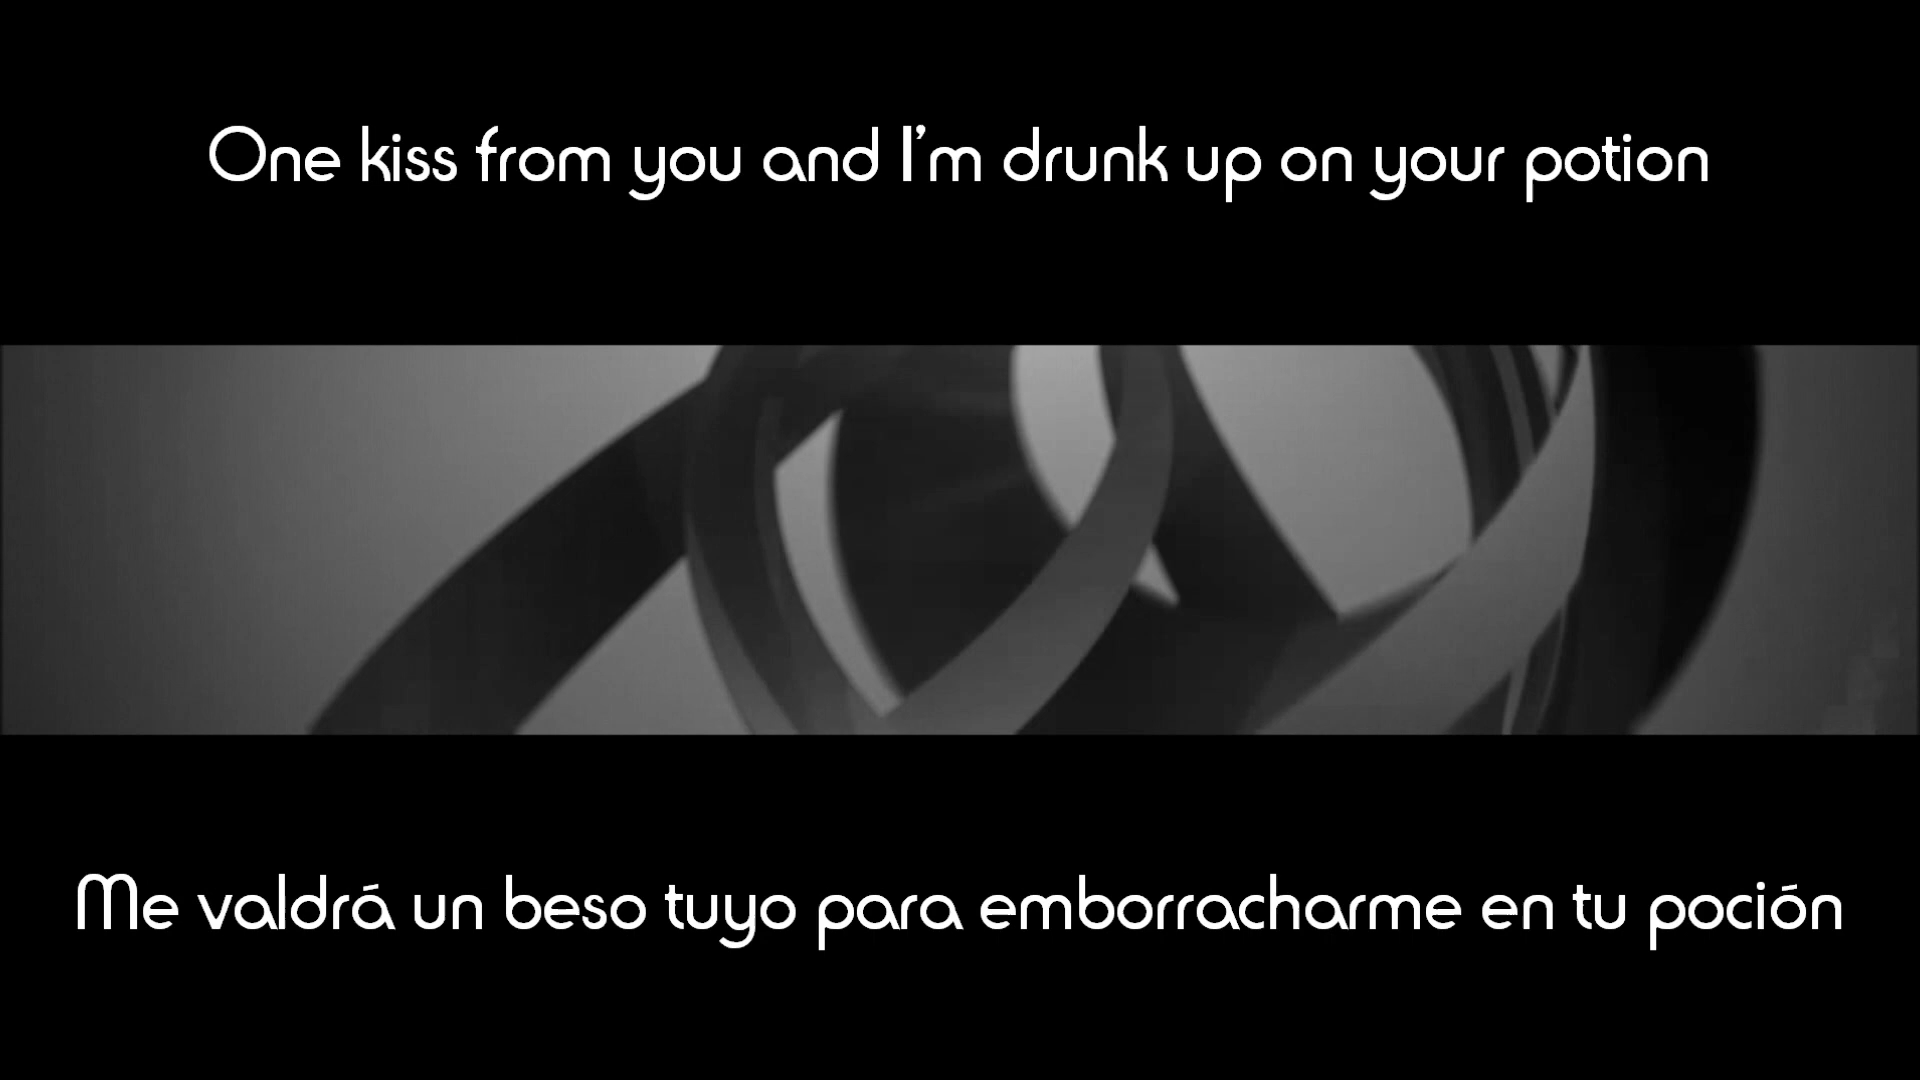 One kiss from you and I'm drunk up on your potion
Me valdrá un beso tuyo para emborracharme en tu poción